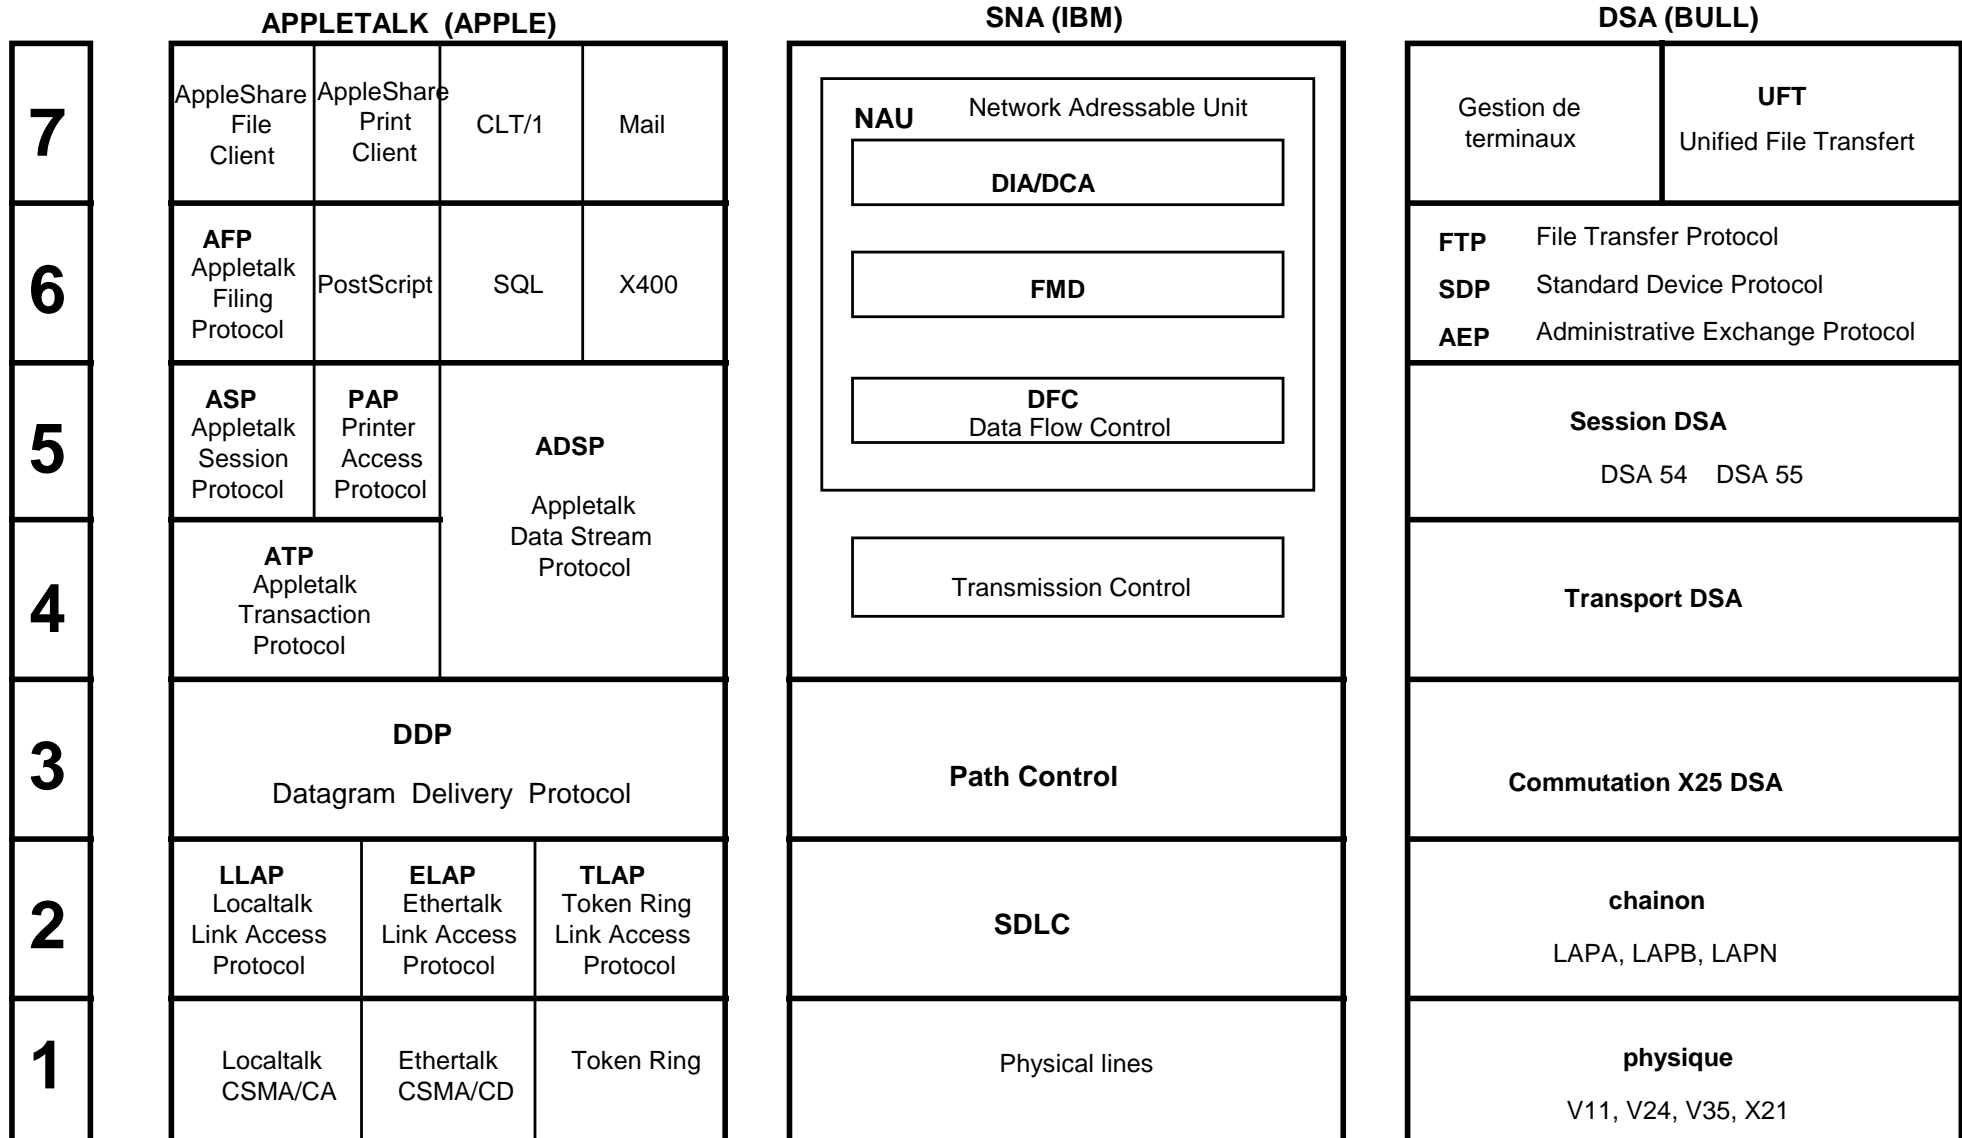 APPLETALK (APPLE)
SNA (IBM)
DSA (BULL)
7
AppleShare
File
Client
AppleShare
Print
Client
CLT/1
Mail
NAU
Network Adressable Unit
DIA/DCA
Gestion de
terminaux
UFT
Unified File Transfert
6
AFP
Appletalk
Filing
Protocol
PostScript
SQL
X400
FMD
FTP File Transfer Protocol
SDP Standard Device Protocol
AEP Administrative Exchange Protocol
5
ASP
Appletalk
Session
Protocol
PAP
Printer
Access
Protocol
ADSP
Appletalk
Data Stream
Protocol
DFC
Data Flow Control
Session DSA
DSA 54 DSA 55
4
ATP
Appletalk
Transaction
Protocol
Transmission Control
Transport DSA
3
DDP
Datagram Delivery Protocol
Path Control
Commutation X25 DSA
2
LLAP
Localtalk
Link Access
Protocol
ELAP
Ethertalk
Link Access
Protocol
TLAP
Token Ring
Link Access
Protocol
SDLC
chainon
LAPA, LAPB, LAPN
1
Localtalk
CSMA/CA
Ethertalk
CSMA/CD
Token Ring
Physical lines
physique
V11, V24, V35, X21